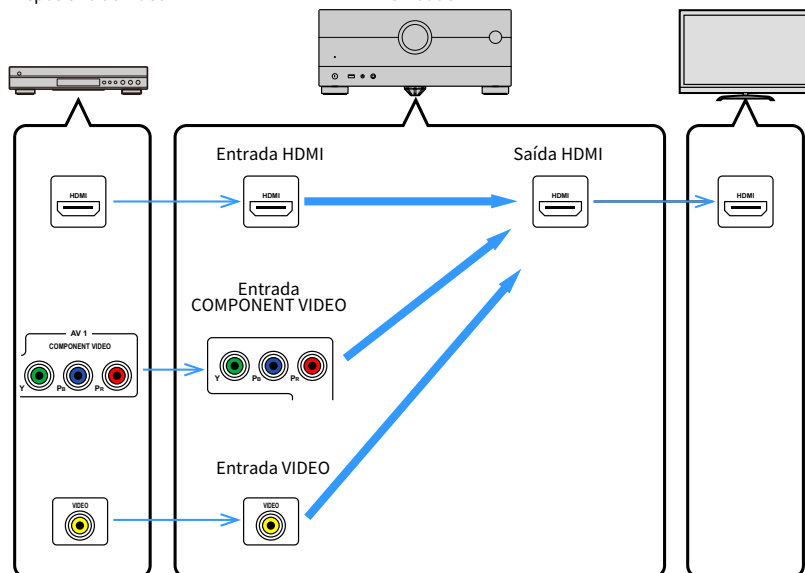 Entrada HDMI
Saída HDMI
HDMI
HDMI
HDMI
HDMI
Entrada
COMPONENT VIDEO
AV 1
COMPONENT VIDEO
Y PB PR
Y PB PR
Entrada VIDEO
VIDEO
VIDEO